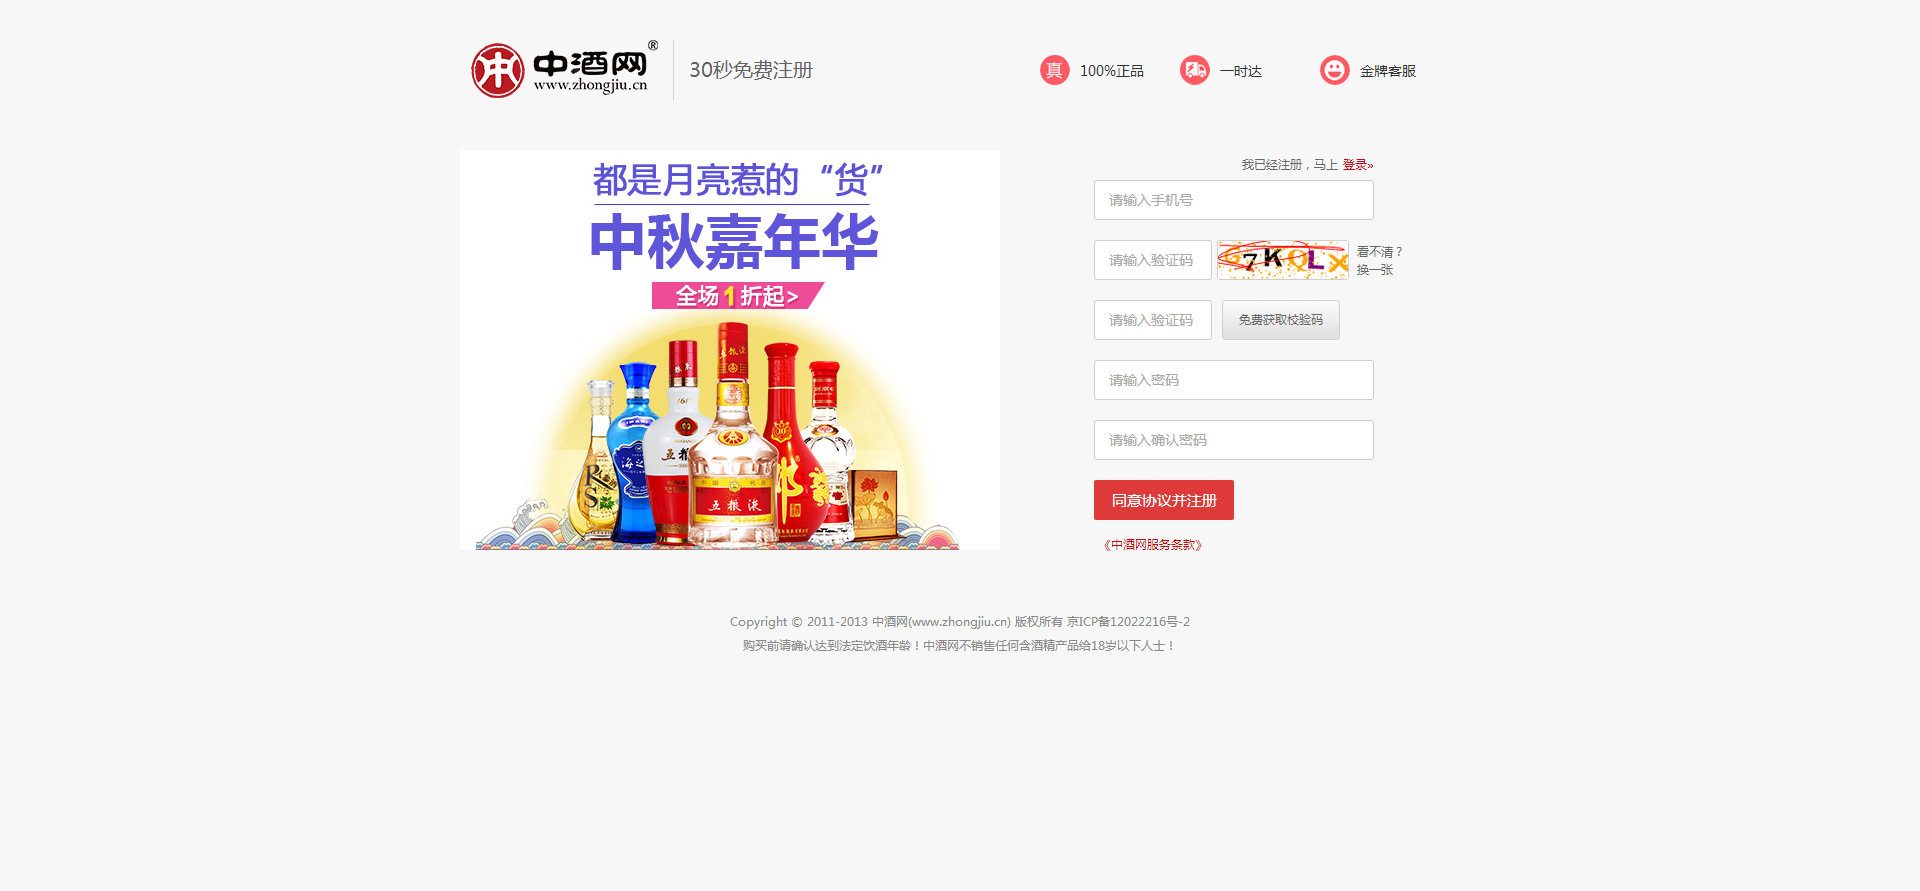 中酒网®
www.zhongjiu.cn
30秒免费注册
真 100%正品
一时达
金牌客服
都是月亮惹的“货”
中秋嘉年华
全场1折起>
五粮液
我已经注册，马上 登录»
请输入手机号
请输入验证码
G7KQLX
看不清？
换一张
请输入验证码
免费获取校验码
请输入密码
请输入确认密码
同意协议并注册
《中酒网服务条款》
Copyright © 2011-2013 中酒网(www.zhongjiu.cn) 版权所有 京ICP备12022216号-2
购买前请确认达到法定饮酒年龄！中酒网不销售任何含酒精产品给18岁以下人士！